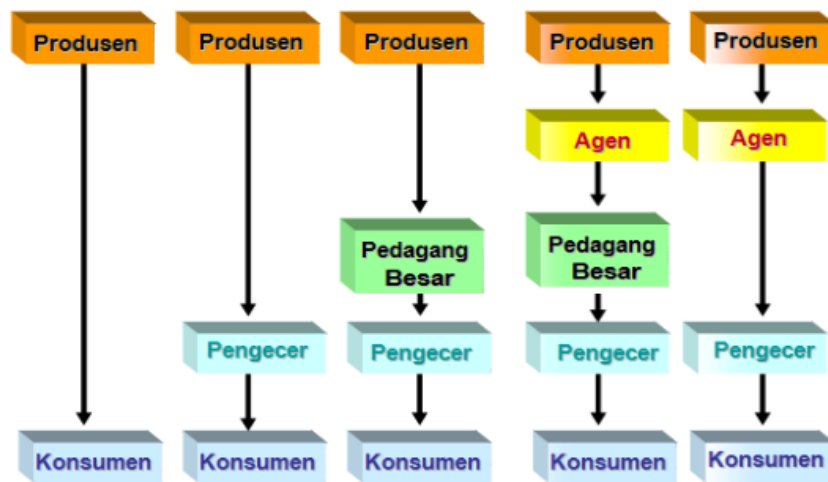 Produsen
Produsen
Produsen
Produsen
Produsen
Agen
Agen
Pedagang
Besar
Pedagang
Besar
Pengecer
Pengecer
Pengecer
Pengecer
Konsumen
Konsumen
Konsumen
Konsumen
Konsumen